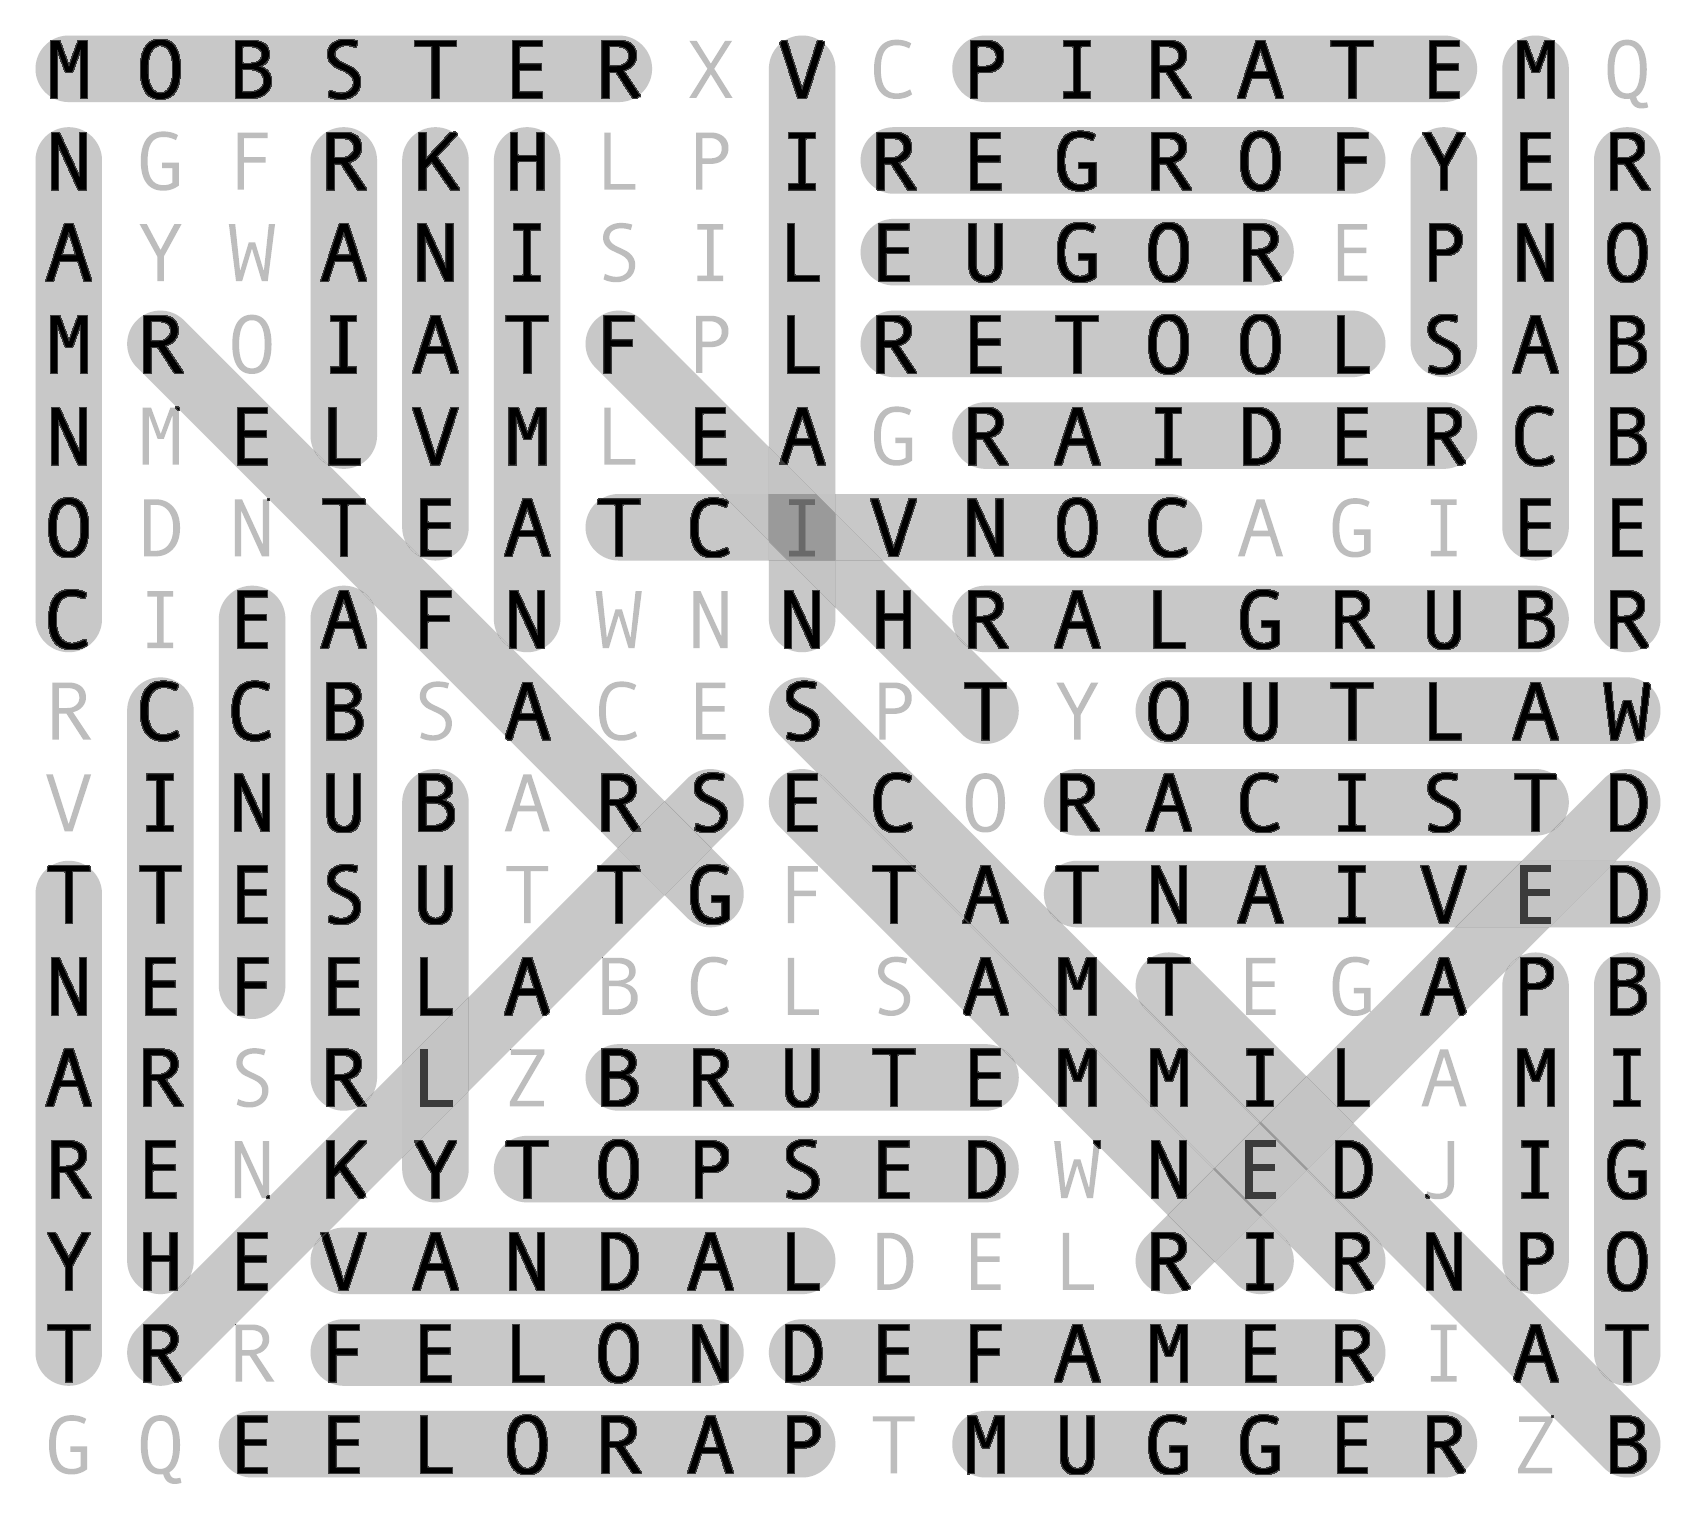 M O B S T E R X V C P I R A T E M Q
N G F R K H L P I R E G R O F Y E R
A Y W A N I S I L E U G O R E P N O
M R O I A T F P L R E T O O L S A B
N M E L V M L E A G R A I D E R C B
O D N T E A T C I V N O C A G I E E
C I E A F N W N N H R A L G R U B R
R C C B S A C E S P T Y O U T L A W
V I N U B A R S E C O R A C I S T D
T T E S U T T G F T A T N A I V E D
N E F E L A B C L S A M T E G A P B
A R S R L Z B R U T E M M I L A M I
R E N K Y T O P S E D W N E D J I G
Y H E V A N D A L D E L R I R N P O
T R R F E L O N D E F A M E R I A T
G Q E E L O R A P T M U G G E R Z B